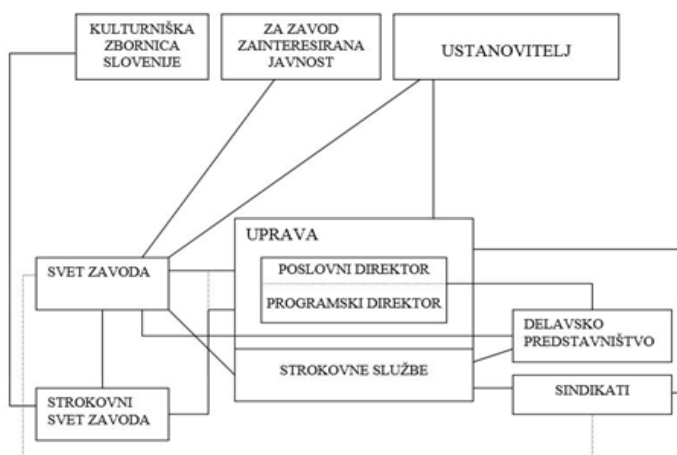 KULTURNIŠKA
ZBORNICA
SLOVENIJE
ZA ZAVOD
ZAINTERESIRANA
JAVNOST
USTANOVITELJ
UPRAVA
POSLOVNI DIREKTOR
PROGRAMSKI DIREKTOR
SVET ZAVODA
DELAVSKO
PREDSTAVNIŠTVO
STROKOVNE SLUŽBE
SINDIKATI
STROKOVNI
SVET ZAVODA